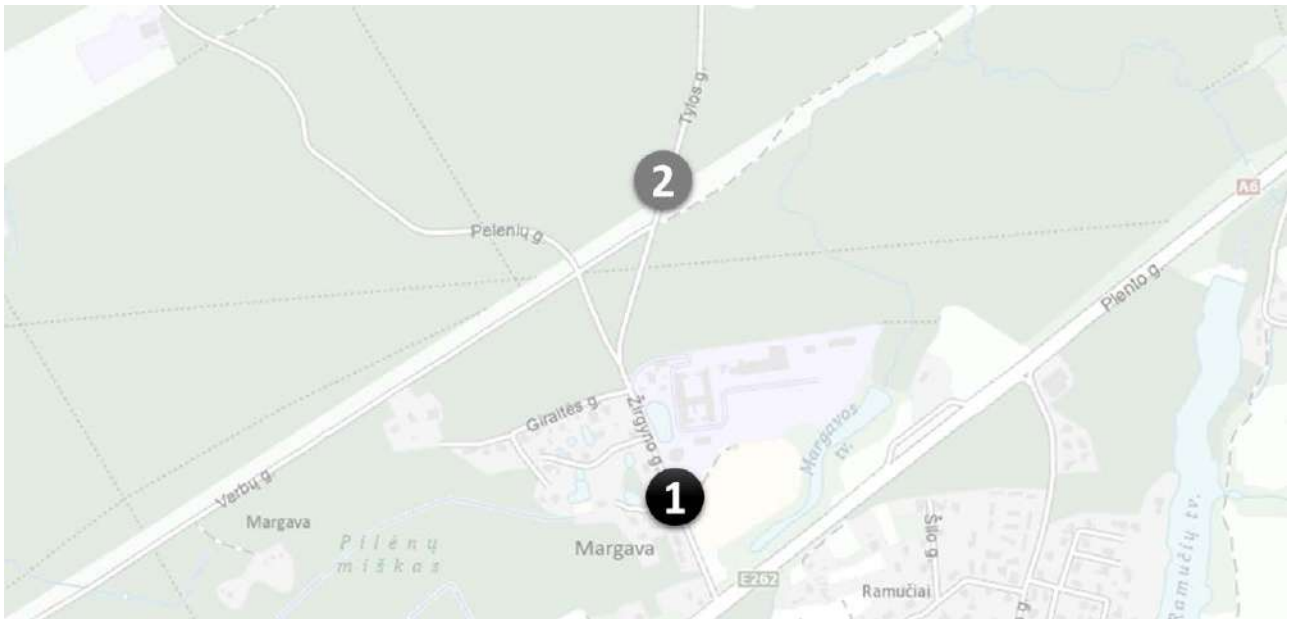 Tylos g.
2
A6
Pelenių g.
Plento g.
Giraitės g.
Žirgyno g.
Margavos
tv.
Verbų g.
1
Margava
Pilėnų
miškas
Margava
Šilo g.
Ramučių tv.
E262
Ramučiai
g.